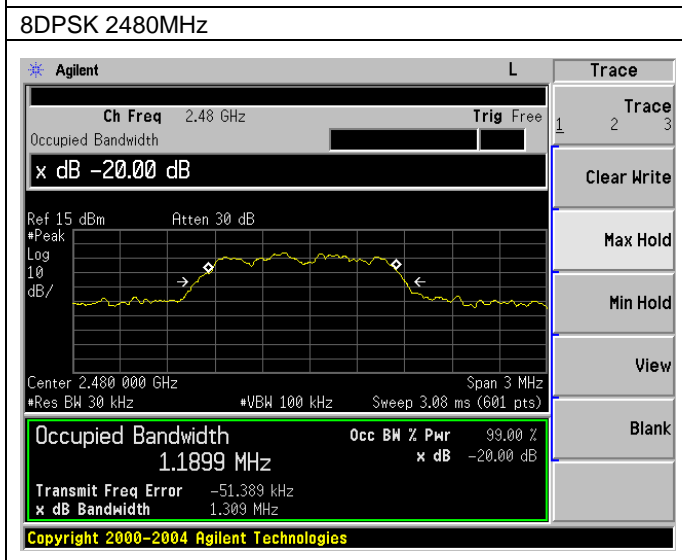 8DPSK 2480MHz
Agilent L Trace
Ch Freq 2.48 GHz Trig Free
Occupied Bandwidth
Trace
1 2 3
x dB -20.00 dB
Clear Write
Ref 15 dBm Atten 30 dB
#Peak
Log
10
dB/
Max Hold
Min Hold
Center 2.480 000 GHz Span 3 MHz
#Res BW 30 kHz #VBW 100 kHz Sweep 3.08 ms (601 pts)
View
Occupied Bandwidth Occ BW % Pwr 99.00 %
1.1899 MHz x dB -20.00 dB
Blank
Transmit Freq Error -51.389 kHz
x dB Bandwidth 1.309 MHz
Copyright 2000-2004 Agilent Technologies